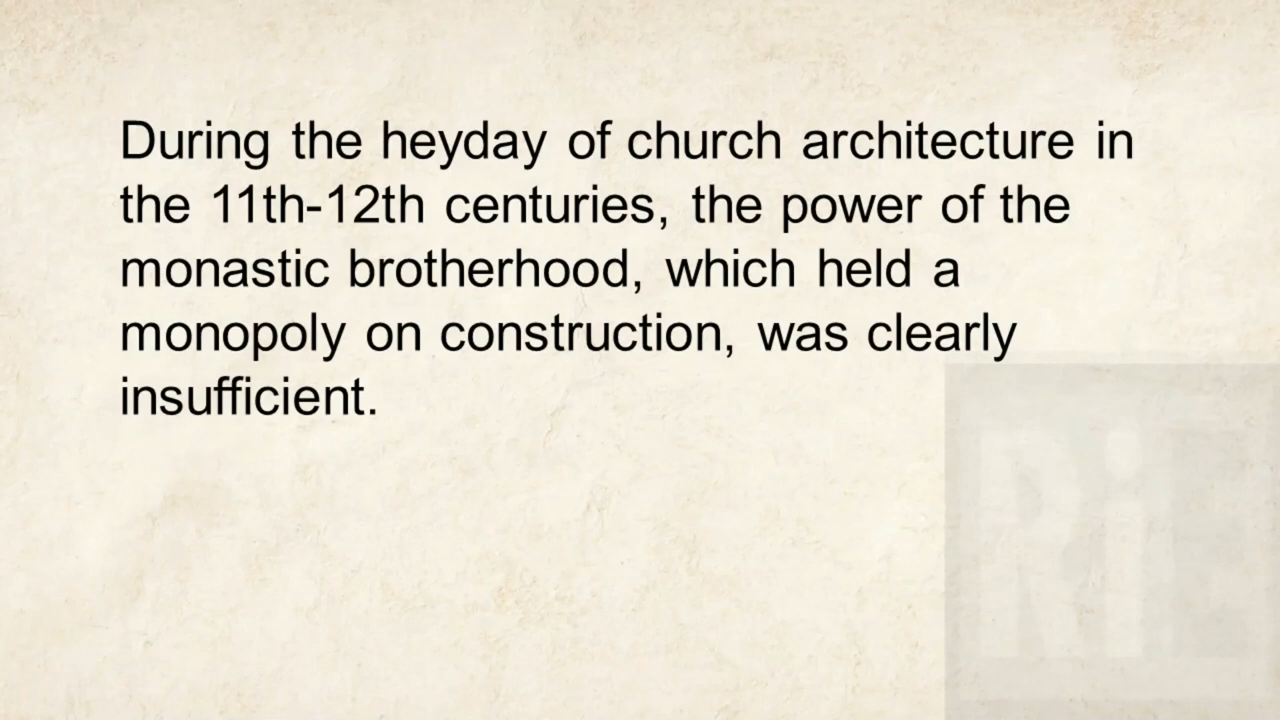 During the heyday of church architecture in
the 11th-12th centuries, the power of the
monastic brotherhood, which held a
monopoly on construction, was clearly
insufficient.
Ri